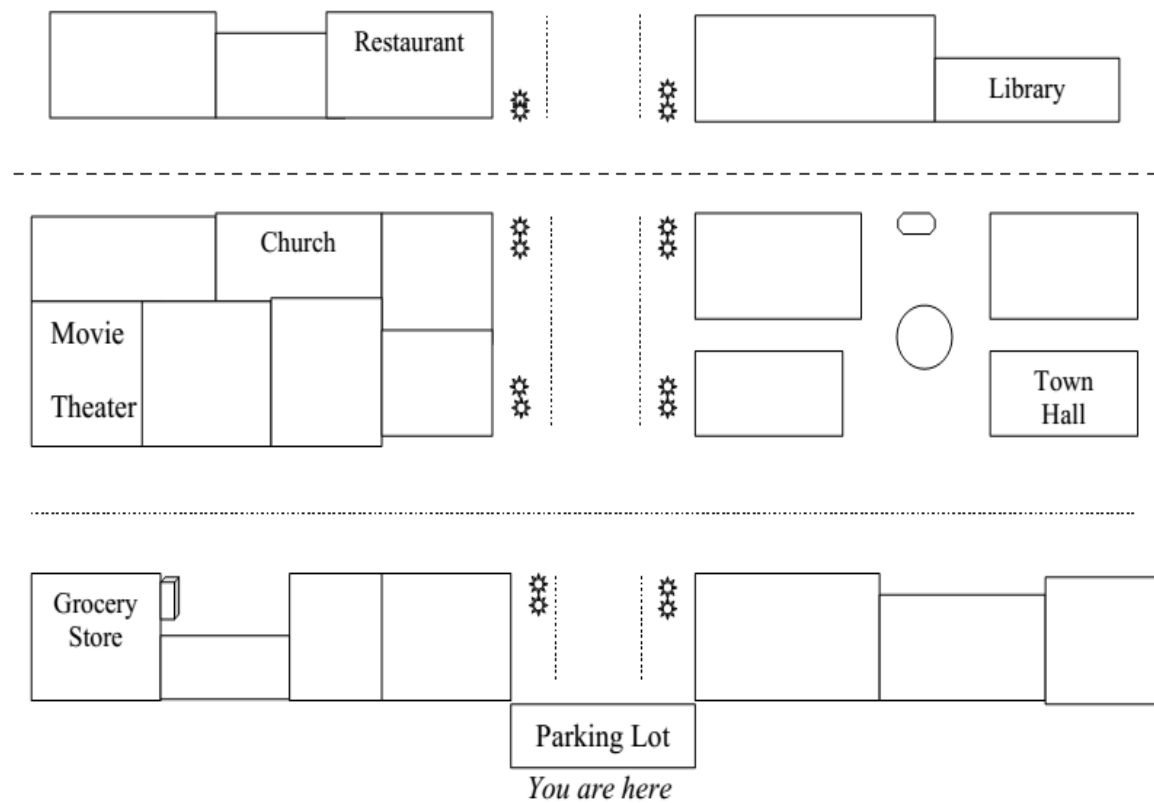 Restaurant
Library
Church
Movie
Theater
Town
Hall
Grocery
Store
Parking Lot
You are here